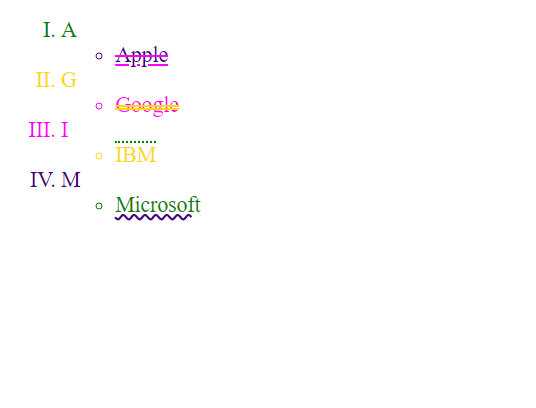 I. A
Apple
II. G
Google
III. I
IBM
IV. M
Microsoft